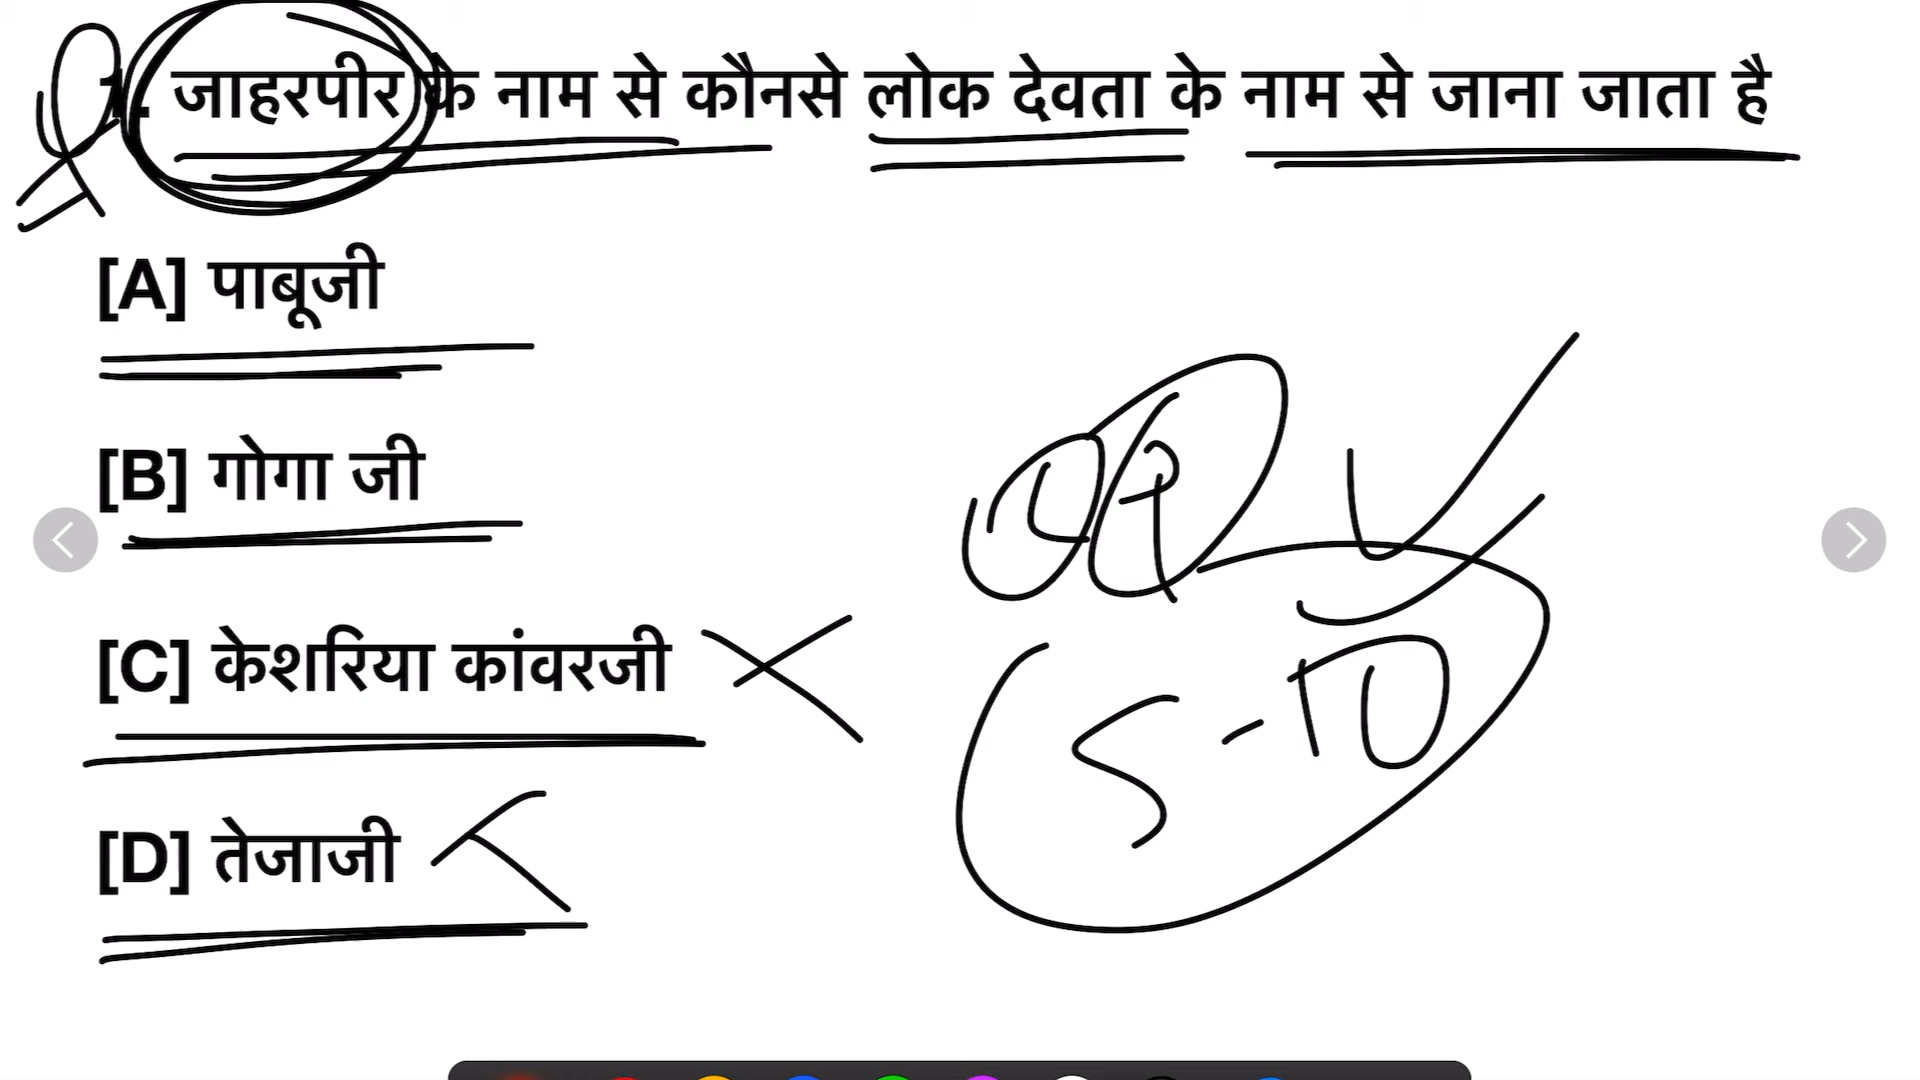 1. जाहरपीर के नाम से कौनसे लोक देवता के नाम से जाना जाता है
[A] पाबूजी
[B] गोगा जी
[C] केशरिया कांवरजी
[D] तेजाजी
5-10